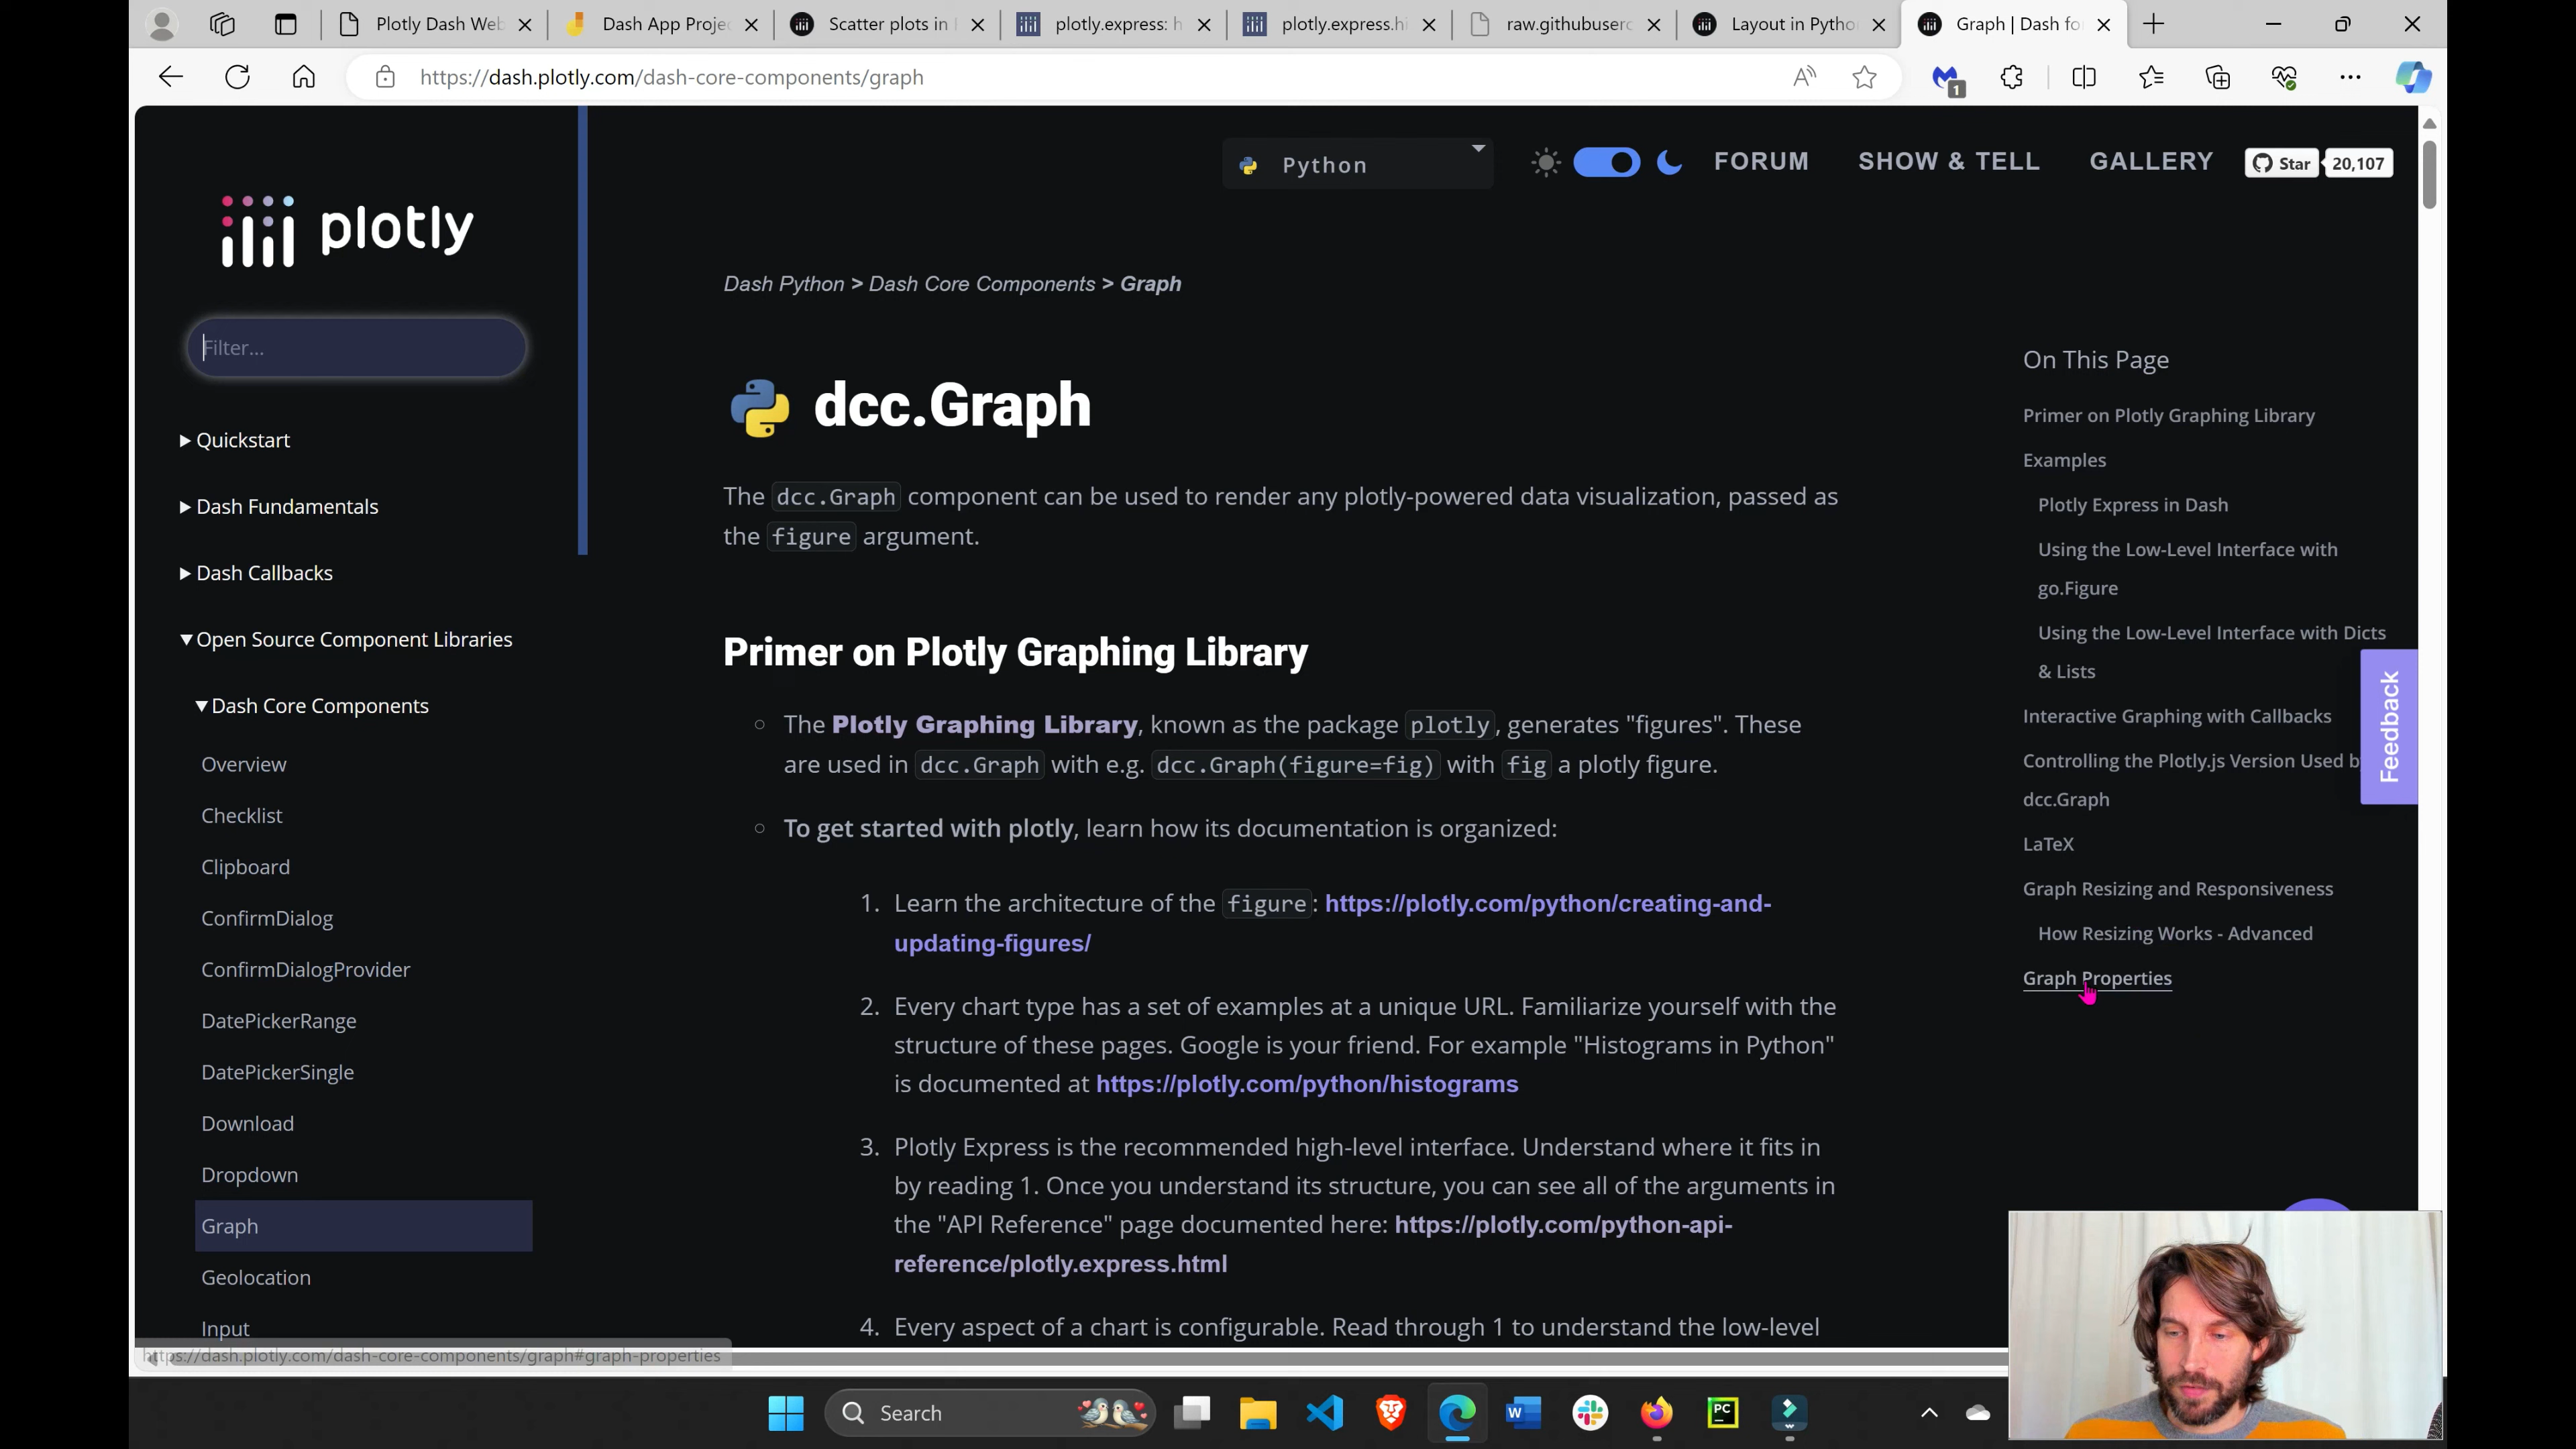 Plotly Dash Web
Dash App Projec
Scatter plots in
plotly.express: h
plotly.express.hi
raw.githubuserc
Layout in Pytho
Graph | Dash fo
https://dash.plotly.com/dash-core-components/graph
1
Python
FORUM
SHOW & TELL
GALLERY
Star
20,107
plotly
Filter...
Quickstart
Dash Fundamentals
Dash Callbacks
Open Source Component Libraries
Dash Core Components
Overview
Checklist
Clipboard
ConfirmDialog
ConfirmDialogProvider
DatePickerRange
DatePickerSingle
Download
Dropdown
Graph
Geolocation
Input
Dash Python > Dash Core Components > Graph
dcc.Graph
The dcc.Graph component can be used to render any plotly-powered data visualization, passed as
the figure argument.
Primer on Plotly Graphing Library
The Plotly Graphing Library, known as the package plotly, generates "figures". These
are used in dcc.Graph with e.g. dcc.Graph(figure=fig) with fig a plotly figure.
To get started with plotly, learn how its documentation is organized:
1. Learn the architecture of the figure: https://plotly.com/python/creating-and-
updating-figures/
2. Every chart type has a set of examples at a unique URL. Familiarize yourself with the
structure of these pages. Google is your friend. For example "Histograms in Python"
is documented at https://plotly.com/python/histograms
3. Plotly Express is the recommended high-level interface. Understand where it fits in
by reading 1. Once you understand its structure, you can see all of the arguments in
the "API Reference" page documented here: https://plotly.com/python-api-
reference/plotly.express.html
4. Every aspect of a chart is configurable. Read through 1 to understand the low-level
On This Page
Primer on Plotly Graphing Library
Examples
Plotly Express in Dash
Using the Low-Level Interface with
go.Figure
Using the Low-Level Interface with Dicts
& Lists
Interactive Graphing with Callbacks
Controlling the Plotly.js Version Used b
dcc.Graph
LaTeX
Graph Resizing and Responsiveness
How Resizing Works - Advanced
Graph Properties
Feedback
https://dash.plotly.com/dash-core-components/graph#graph-properties
Search
W
PC